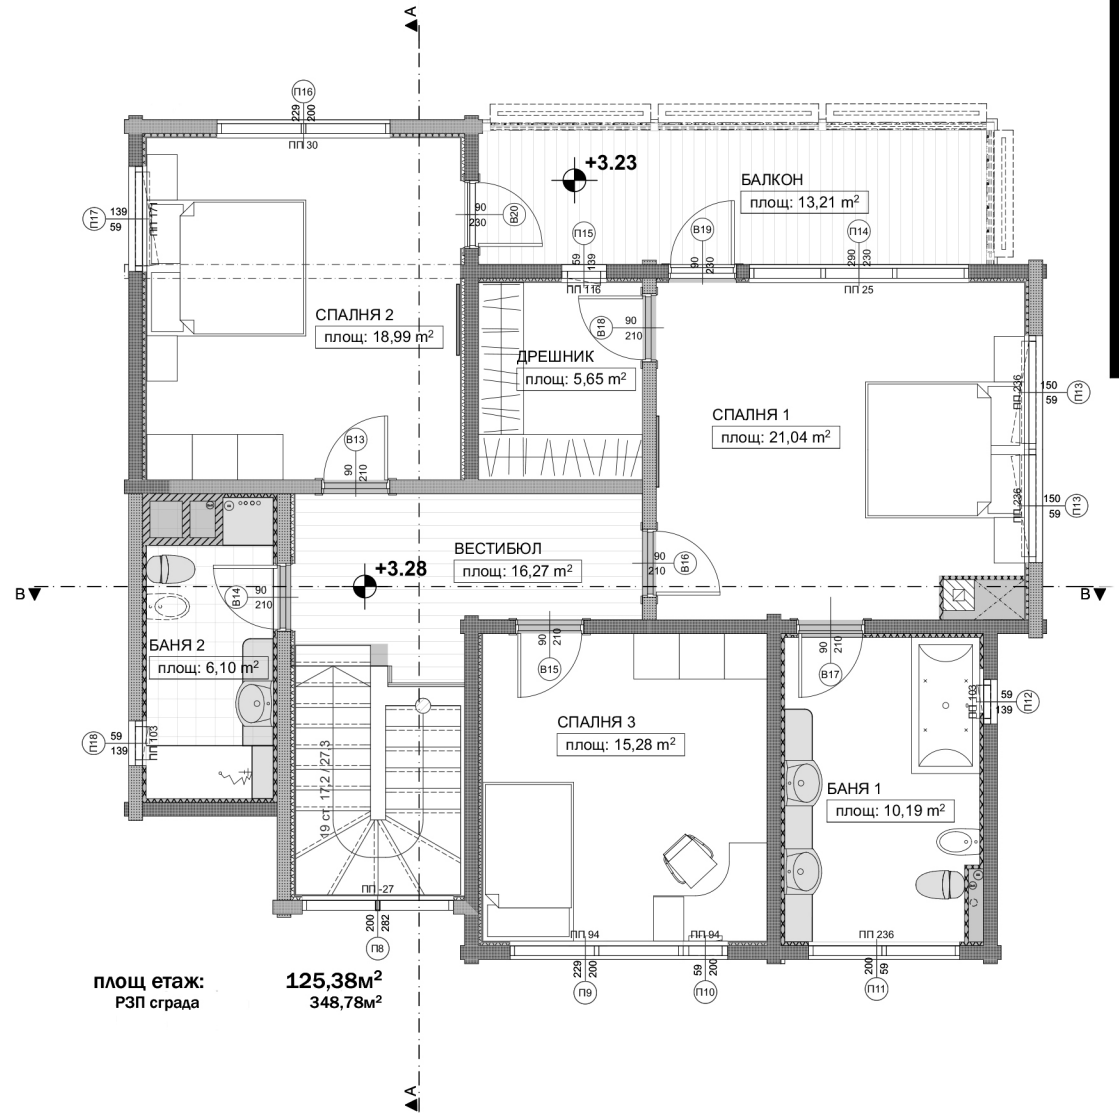 A
П16
229
200
ПП 30
+3.23
БАЛКОН
площ: 13,21 m²
П17
139
59
ПП 171
90
230
В20
П15
59
139
ПП 116
В19
90
230
П14
290
230
ПП 25
СПАЛНЯ 2
площ: 18,99 m²
В18
90
210
ДРЕШНИК
площ: 5,65 m²
СПАЛНЯ 1
площ: 21,04 m²
ПП 236
150
59
П13
В13
90
210
ПП 236
150
59
П13
ВЕСТИБЮЛ
площ: 16,27 m²
+3.28
90
210
В16
B
B
В14
90
210
БАНЯ 2
площ: 6,10 m²
90
210
В15
90
210
В17
ПП 103
59
139
П12
П18
59
139
ПП 103
19 ст. 17.2 / 27.3
СПАЛНЯ 3
площ: 15,28 m²
БАНЯ 1
площ: 10,19 m²
ПП -27
200
282
П8
ПП 94
229
200
П9
ПП 94
59
200
П10
ПП 236
200
59
П11
площ етаж: 125,38м²
РЗП сграда 348,78м²
A